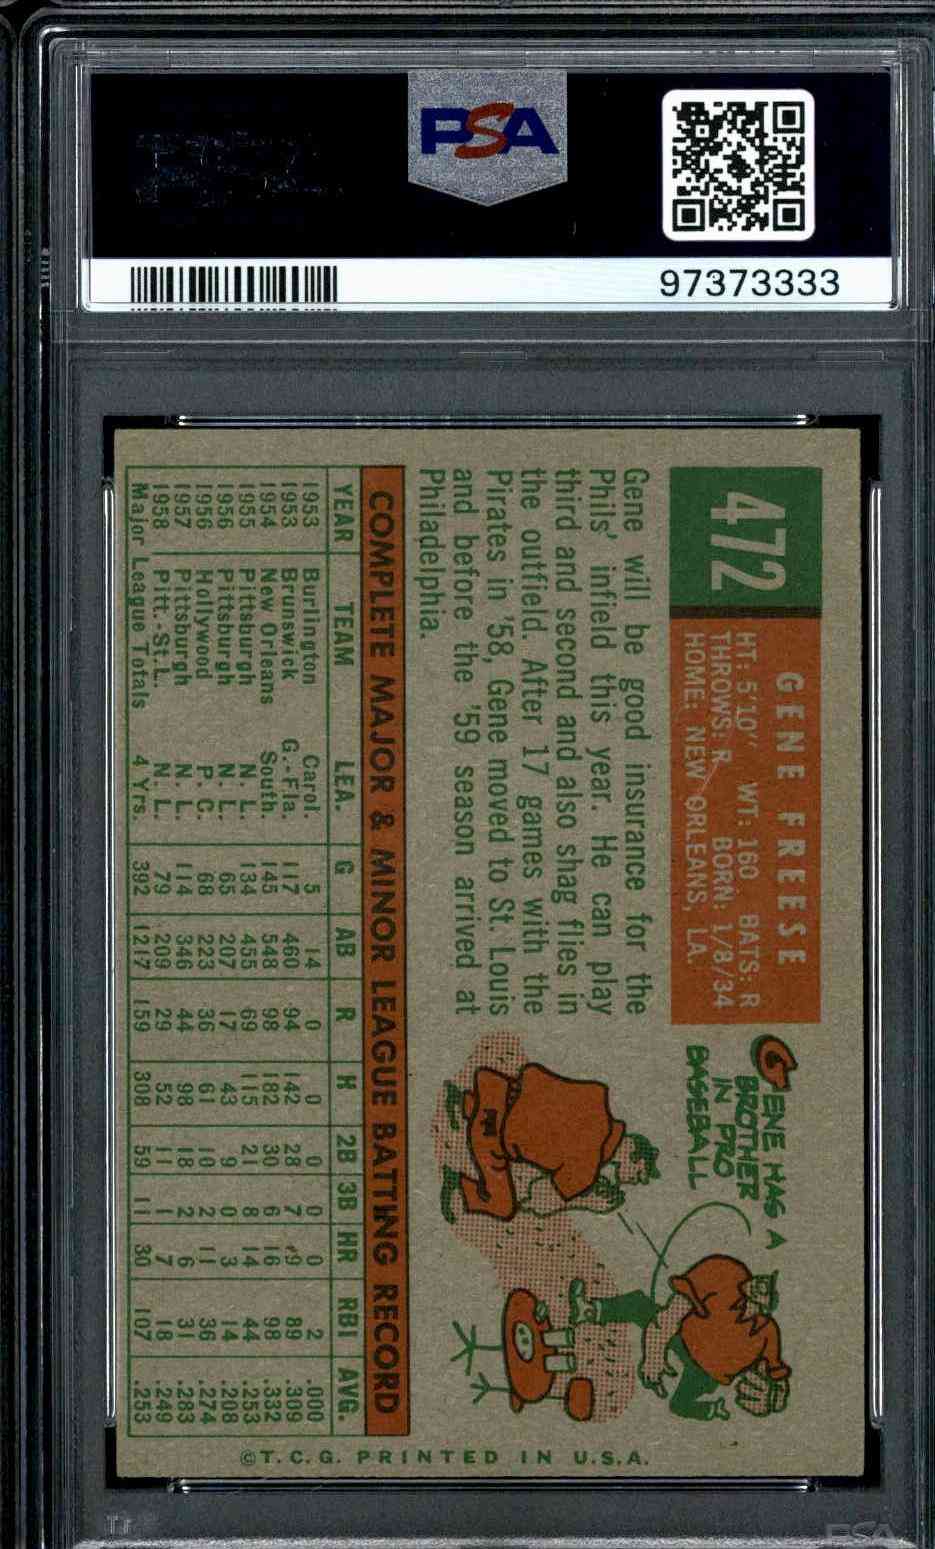 PSA
97373333
472
GENE FREESE
HT: 5'10" WT: 160 BATS: R
THROWS: R BORN: 1/8/34
HOME: NEW ORLEANS, LA.
Gene will be good insurance for the
Phils' infield this year. He can play
third and second and also shag flies in
the outfield. After 17 games with the
Pirates in '58, Gene moved to St. Louis
and before the '59 season arrived at
Philadelphia.
GENE HAS A
BROTHER
IN PRO
BASEBALL
COMPLETE MAJOR & MINOR LEAGUE BATTING RECORD
YEAR TEAM LEA. G AB R H 2B 3B HR RBI AVG.
1953 Burlington Carol. 5 14 0 0 0 0 0 2 .000
1953 Brunswick G.-Fla. 117 460 94 142 28 7 9 89 .309
1954 New Orleans South. 145 548 98 182 30 6 16 98 .332
1955 Pittsburgh N. L. 134 455 69 115 21 8 14 44 .253
1956 Pittsburgh N. L. 65 207 17 43 9 0 3 14 .208
1956 Hollywood P. C. 68 223 36 61 10 2 11 36 .274
1957 Pittsburgh N. L. 114 346 44 98 18 2 6 31 .283
1958 Pitt. St.L. N. L. 79 209 29 52 11 1 7 18 .249
Major League Totals 4 Yrs. 392 1217 159 308 59 11 30 107 .253
©T.C.G. PRINTED IN U.S.A.
PSA